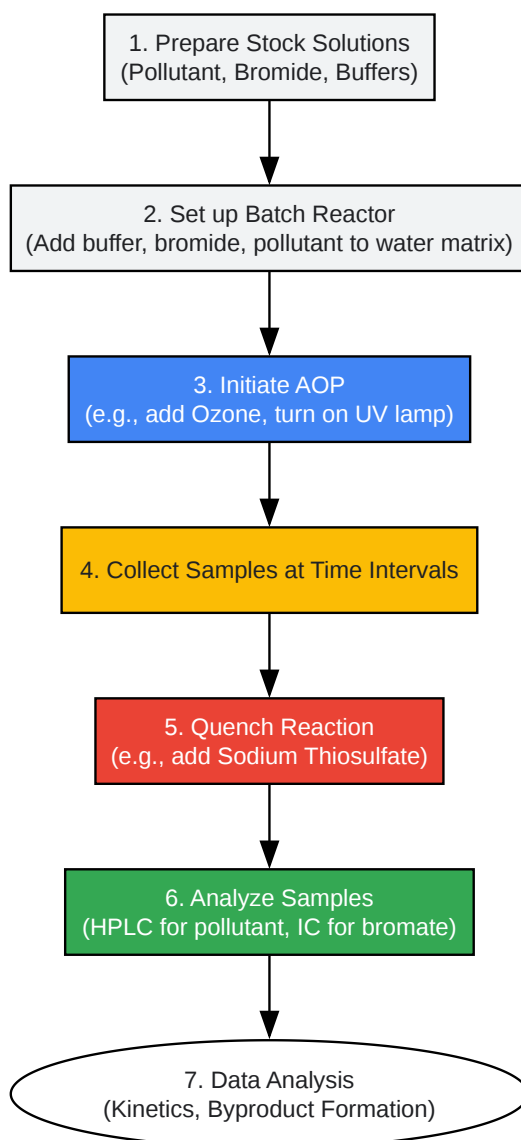 1. Prepare Stock Solutions
(Pollutant, Bromide, Buffers)
2. Set up Batch Reactor
(Add buffer, bromide, pollutant to water matrix)
3. Initiate AOP
(e.g., add Ozone, turn on UV lamp)
4. Collect Samples at Time Intervals
5. Quench Reaction
(e.g., add Sodium Thiosulfate)
6. Analyze Samples
(HPLC for pollutant, IC for bromate)
7. Data Analysis
(Kinetics, Byproduct Formation)